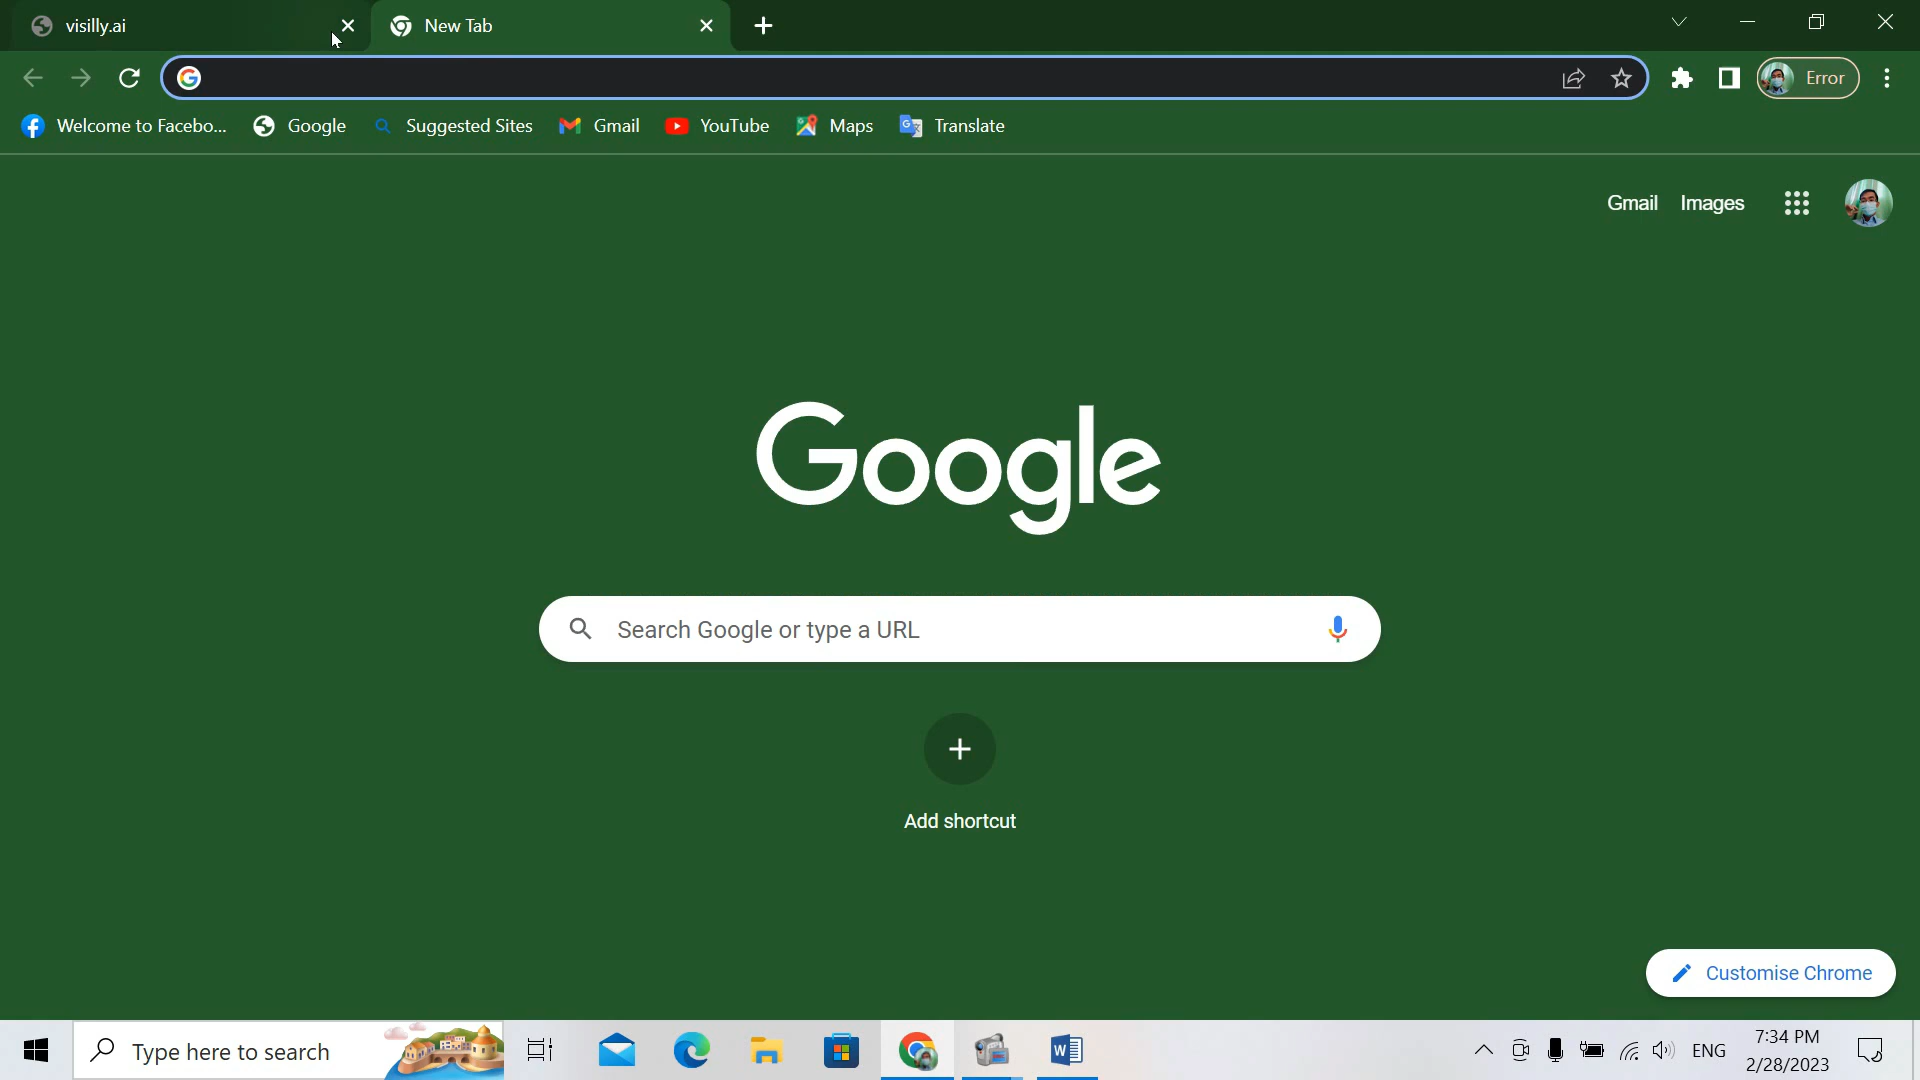 visilly.ai
New Tab
Error
Welcome to Facebo...
Google
Suggested Sites
Gmail
YouTube
Maps
Translate
Gmail
Images
Google
Search Google or type a URL
Add shortcut
Customise Chrome
Type here to search
ENG
7:34 PM
2/28/2023